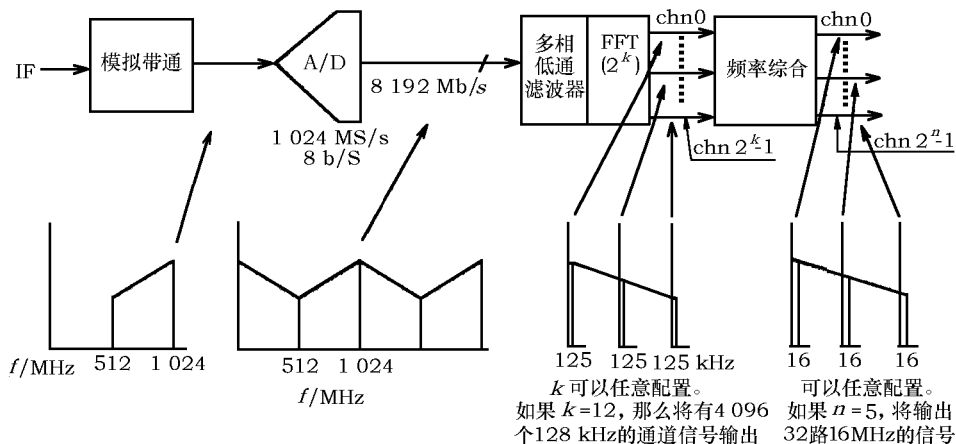 IF
模拟带通
A/D
1 024 MS/s
8 b/S
8 192 Mb/s
多相
低通
滤波器
FFT
(2^k)
chn0
chn 2^k-1
频率综合
chn0
chn 2^n-1
f/MHz
512
1 024
512
1 024
f/MHz
125
125
125 kHz
k 可以任意配置。
如果 k=12, 那么将有4 096
个128 kHz的通道信号输出
16
16
16
可以任意配置。
如果 n=5, 将输出
32路16MHz的信号